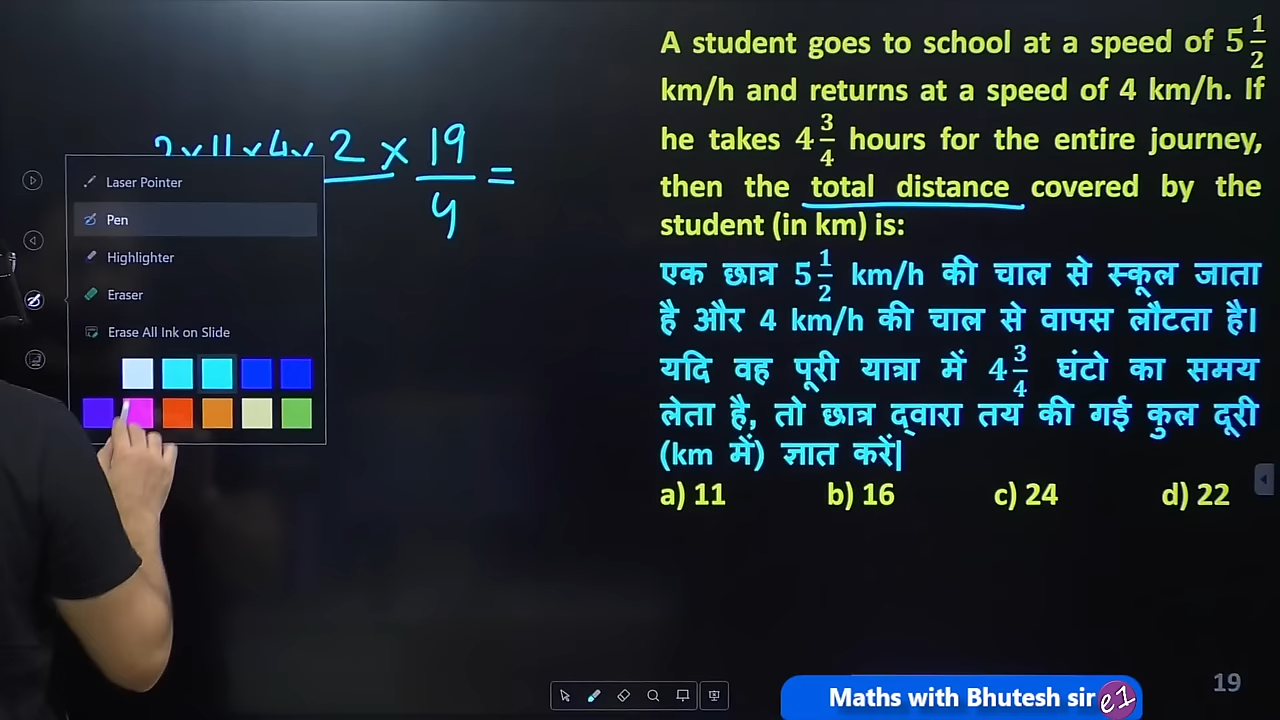 A student goes to school at a speed of 5 1/2
km/h and returns at a speed of 4 km/h. If
he takes 4 3/4 hours for the entire journey,
then the total distance covered by the
student (in km) is:
एक छात्र 5 1/2 km/h की चाल से स्कूल जाता
है और 4 km/h की चाल से वापस लौटता है।
यदि वह पूरी यात्रा में 4 3/4 घंटो का समय
लेता है, तो छात्र द्वारा तय की गई कुल दूरी
(km में) ज्ञात करें|
a) 11 b) 16 c) 24 d) 22
2×11×4×2 × 19/4 =
Laser Pointer
Pen
Highlighter
Eraser
Erase All Ink on Slide
Maths with Bhutesh sir e1
19